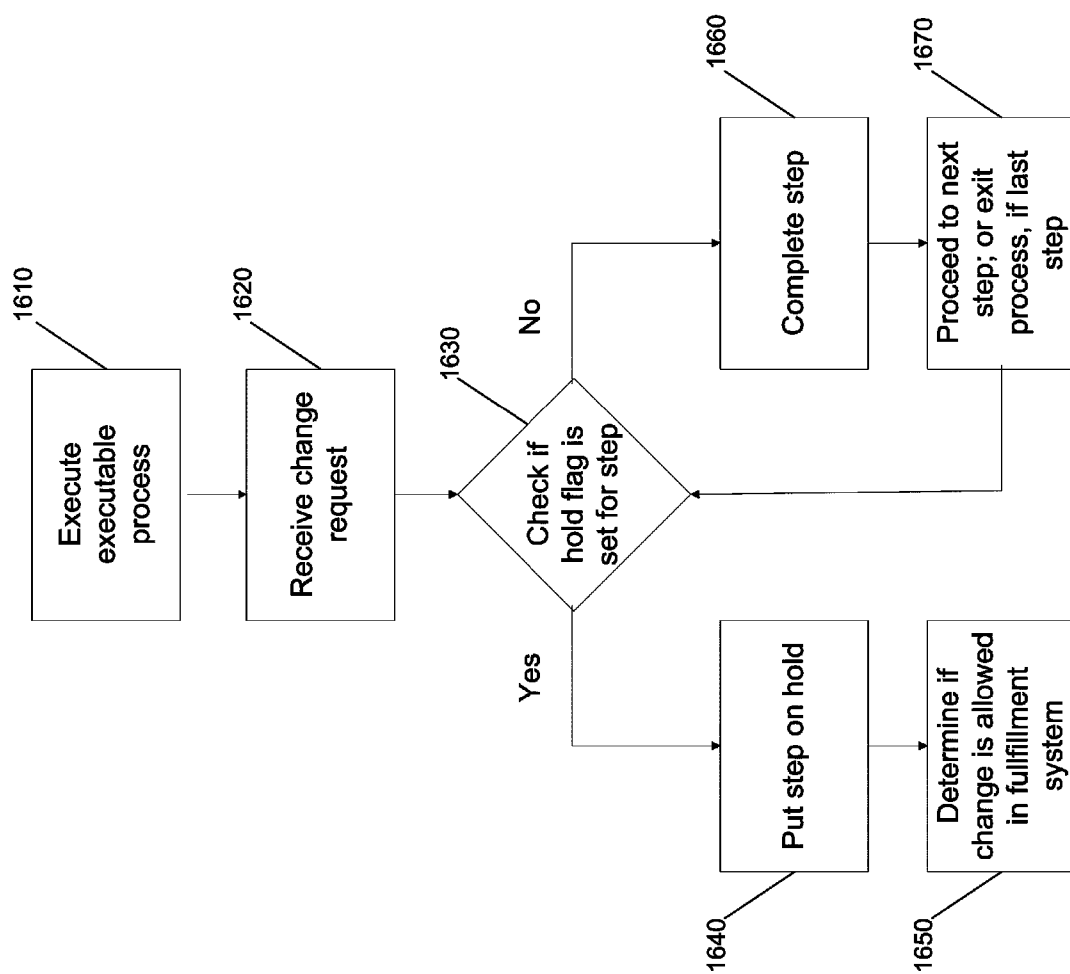 1610
Execute
executable
process
1620
Receive change
request
1630
Check if
hold flag is
set for step
Yes
No
1640
Put step on hold
1650
Determine if
change is allowed
in fullfillment
system
1660
Complete step
1670
Proceed to next
step; or exit
process, if last
step